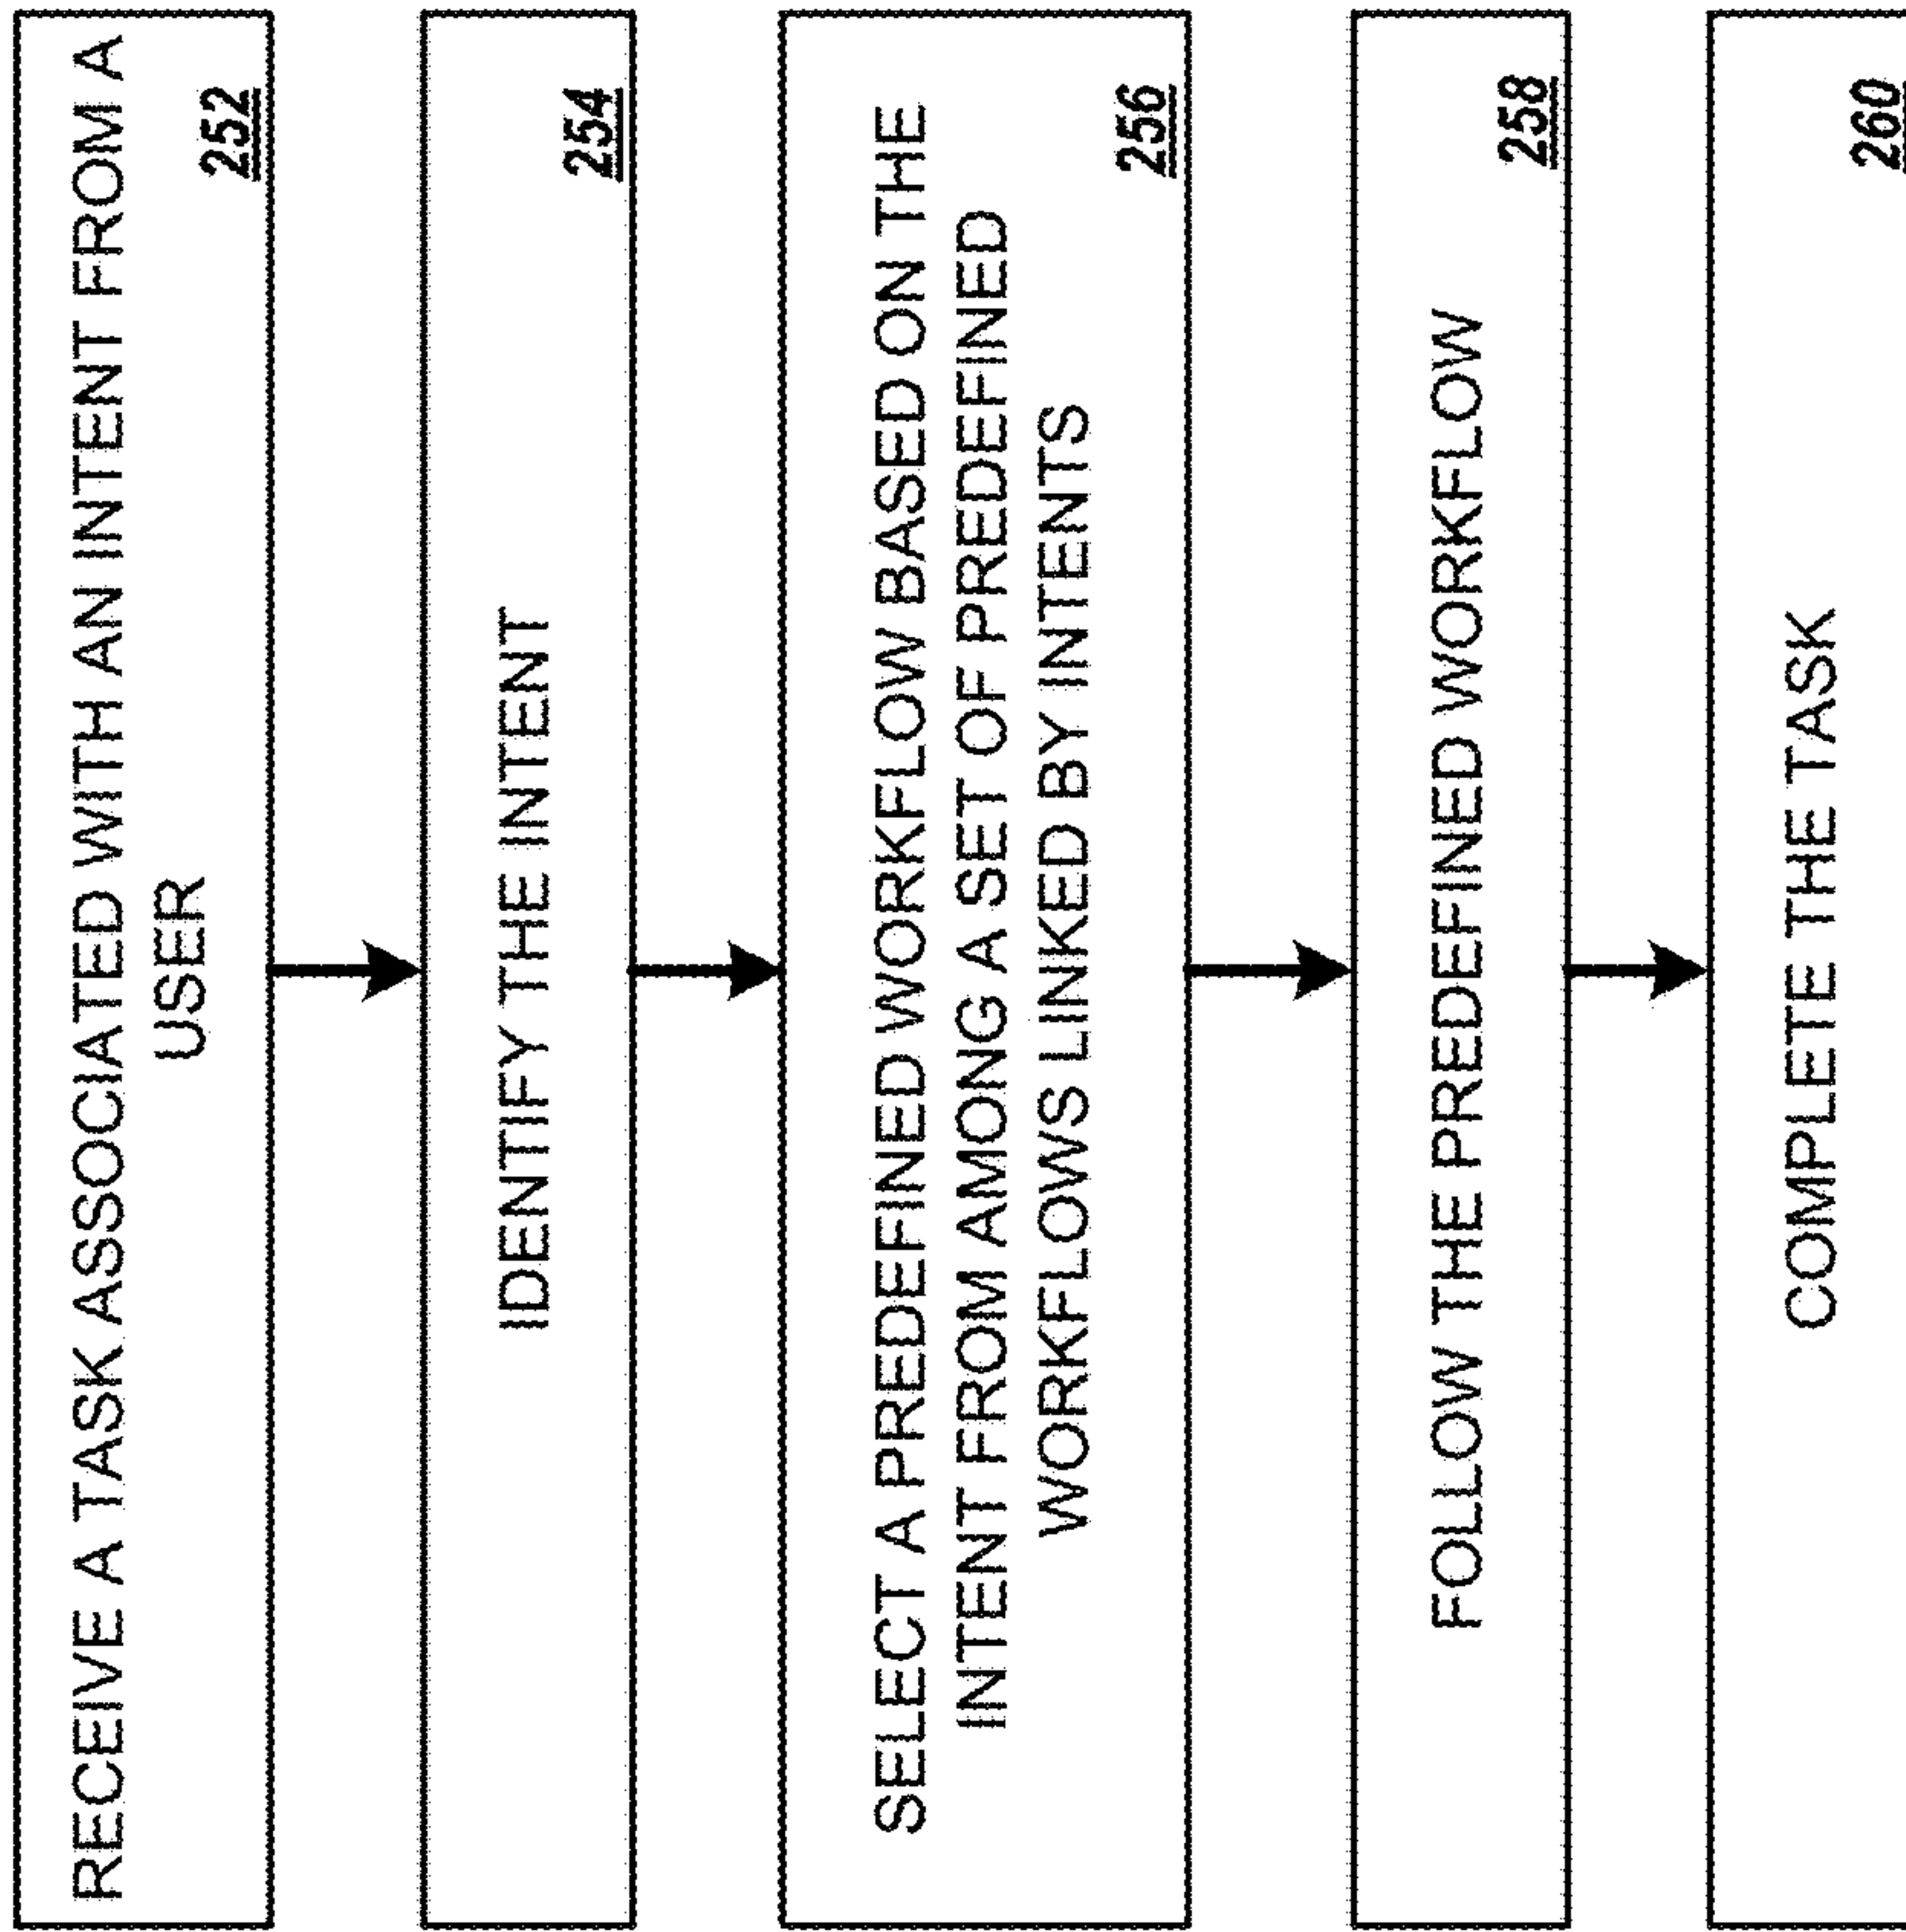 RECEIVE A TASK ASSOCIATED WITH AN INTENT FROM A
USER
252
IDENTIFY THE INTENT
254
SELECT A PREDEFINED WORKFLOW BASED ON THE
INTENT FROM AMONG A SET OF PREDEFINED
WORKFLOWS LINKED BY INTENTS
256
FOLLOW THE PREDEFINED WORKFLOW
258
COMPLETE THE TASK
260